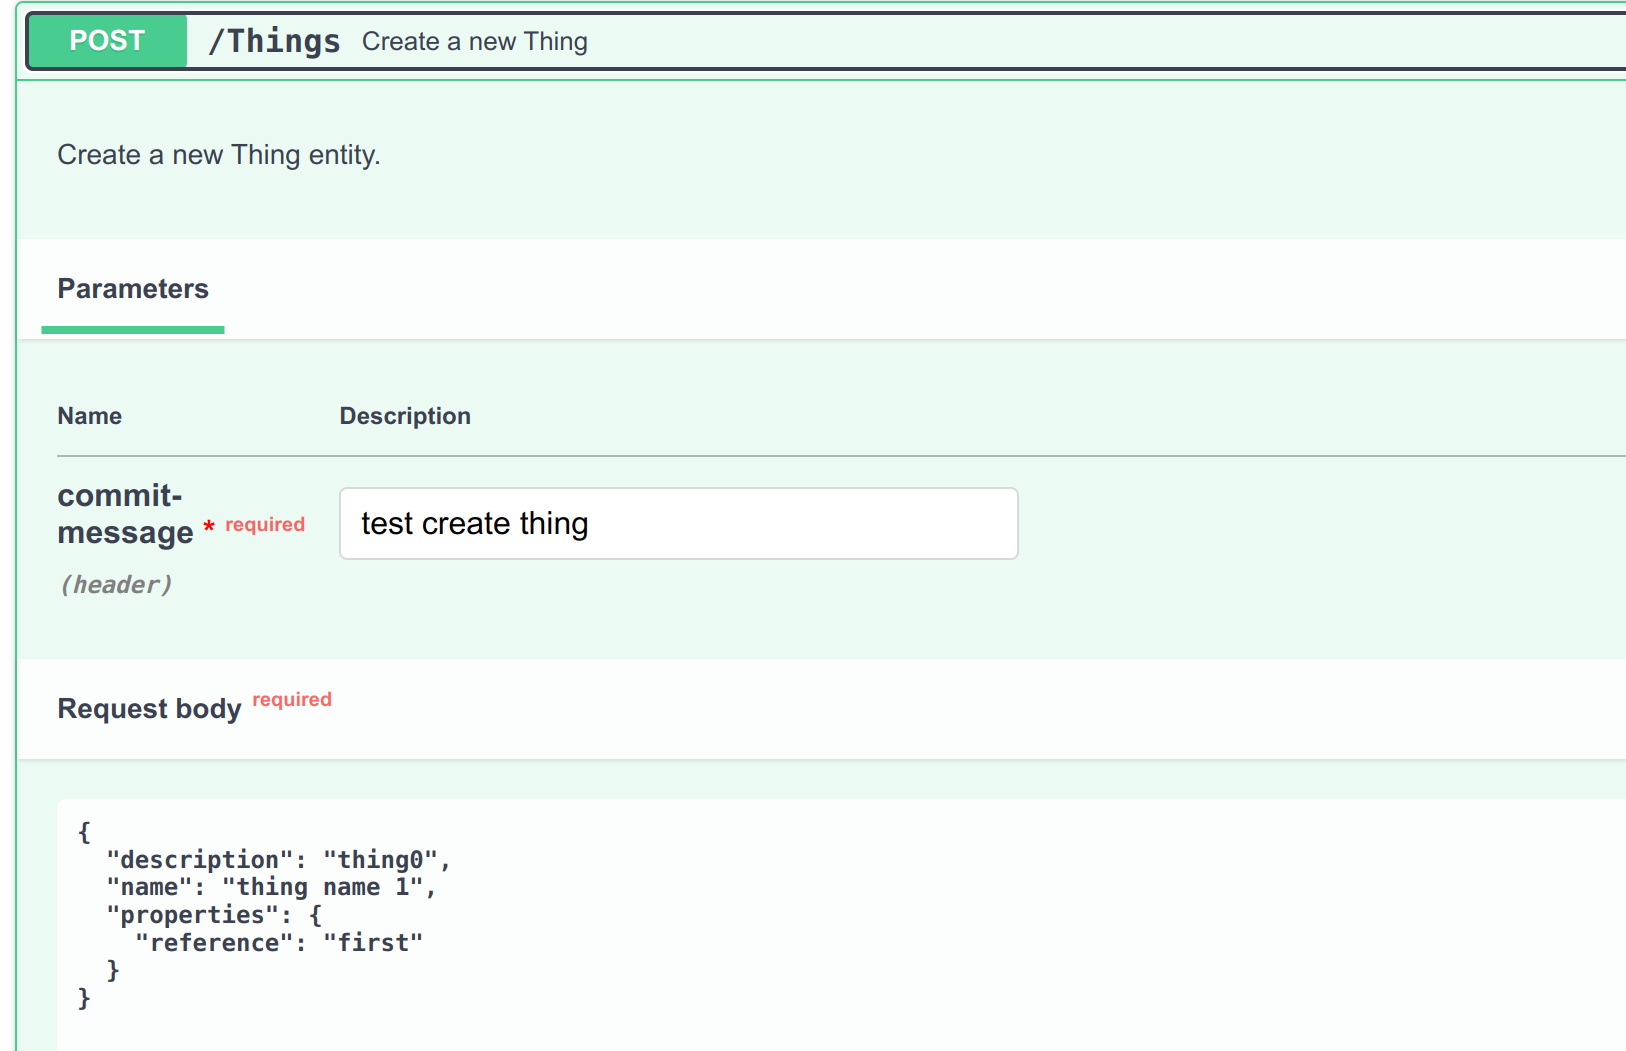 POST /Things Create a new Thing
Create a new Thing entity.
Parameters
Name Description
commit-
message * required
(header)
test create thing
Request body required
{
  "description": "thing0",
  "name": "thing name 1",
  "properties": {
    "reference": "first"
  }
}